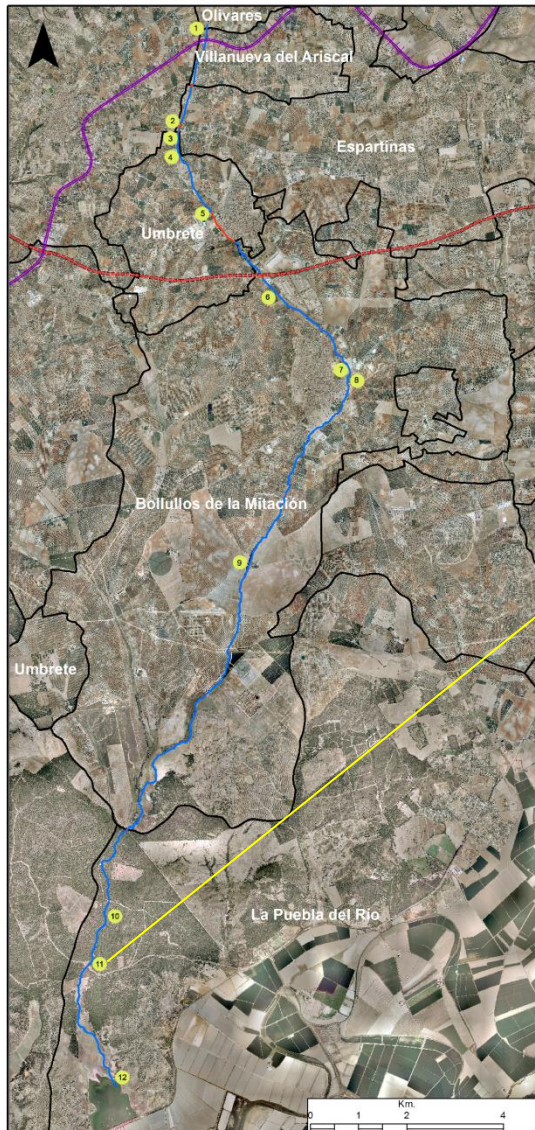 Olivares
1
Villanueva del Ariscal
2
3
Espartinas
4
5
Umbrete
6
7
8
Bollullos de la Mitación
9
Umbrete
10
La Puebla del Río
11
12
Km.
0 1 2 4